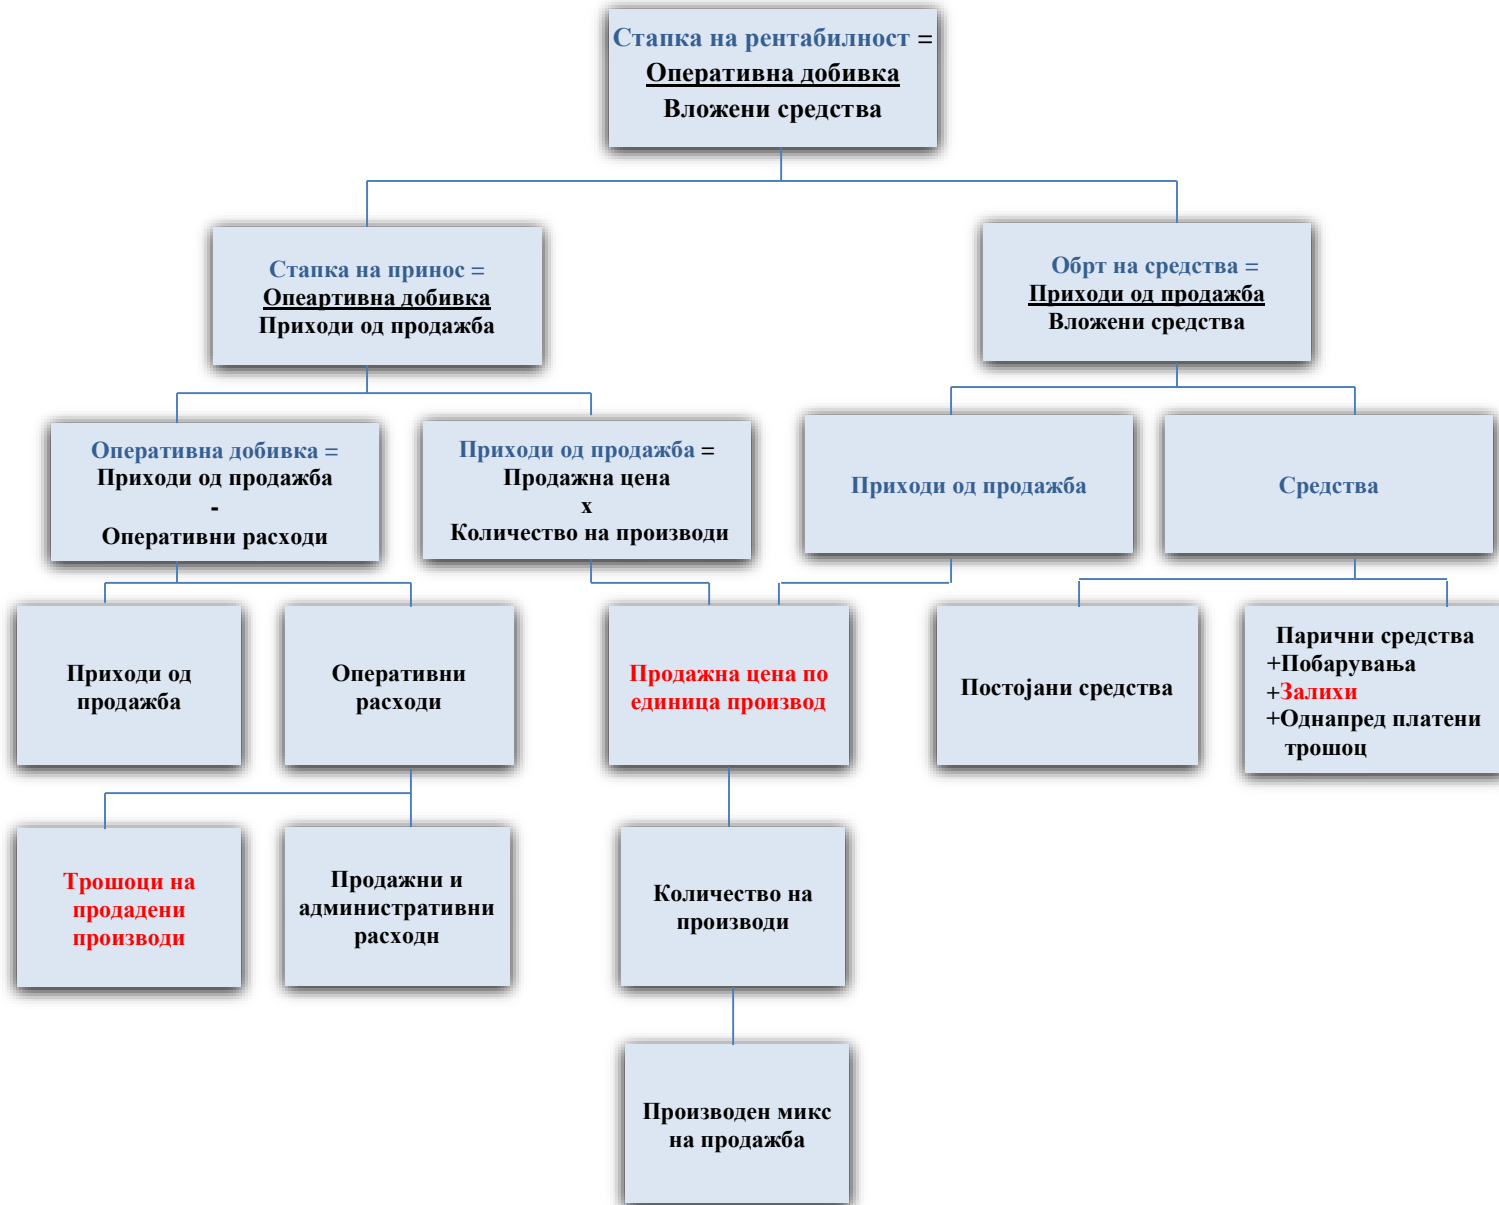 Стапка на рентабилност =
Оперативна добивка
Вложени средства
Стапка на принос =
Опеартивна добивка
Приходи од продажба
Обрт на средства =
Приходи од продажба
Вложени средства
Оперативна добивка =
Приходи од продажба
-
Оперативни расходи
Приходи од продажба =
Продажна цена
х
Количество на производи
Приходи од продажба
Средства
Приходи од
продажба
Оперативни
расходи
Продажна цена по
единица производ
Постојани средства
Парични средства
+Побарувања
+Залихи
+Однапред платени
трошоц
Трошоци на
продадени
производи
Продажни и
административни
расходн
Количество на
производи
Производен микс
на продажба